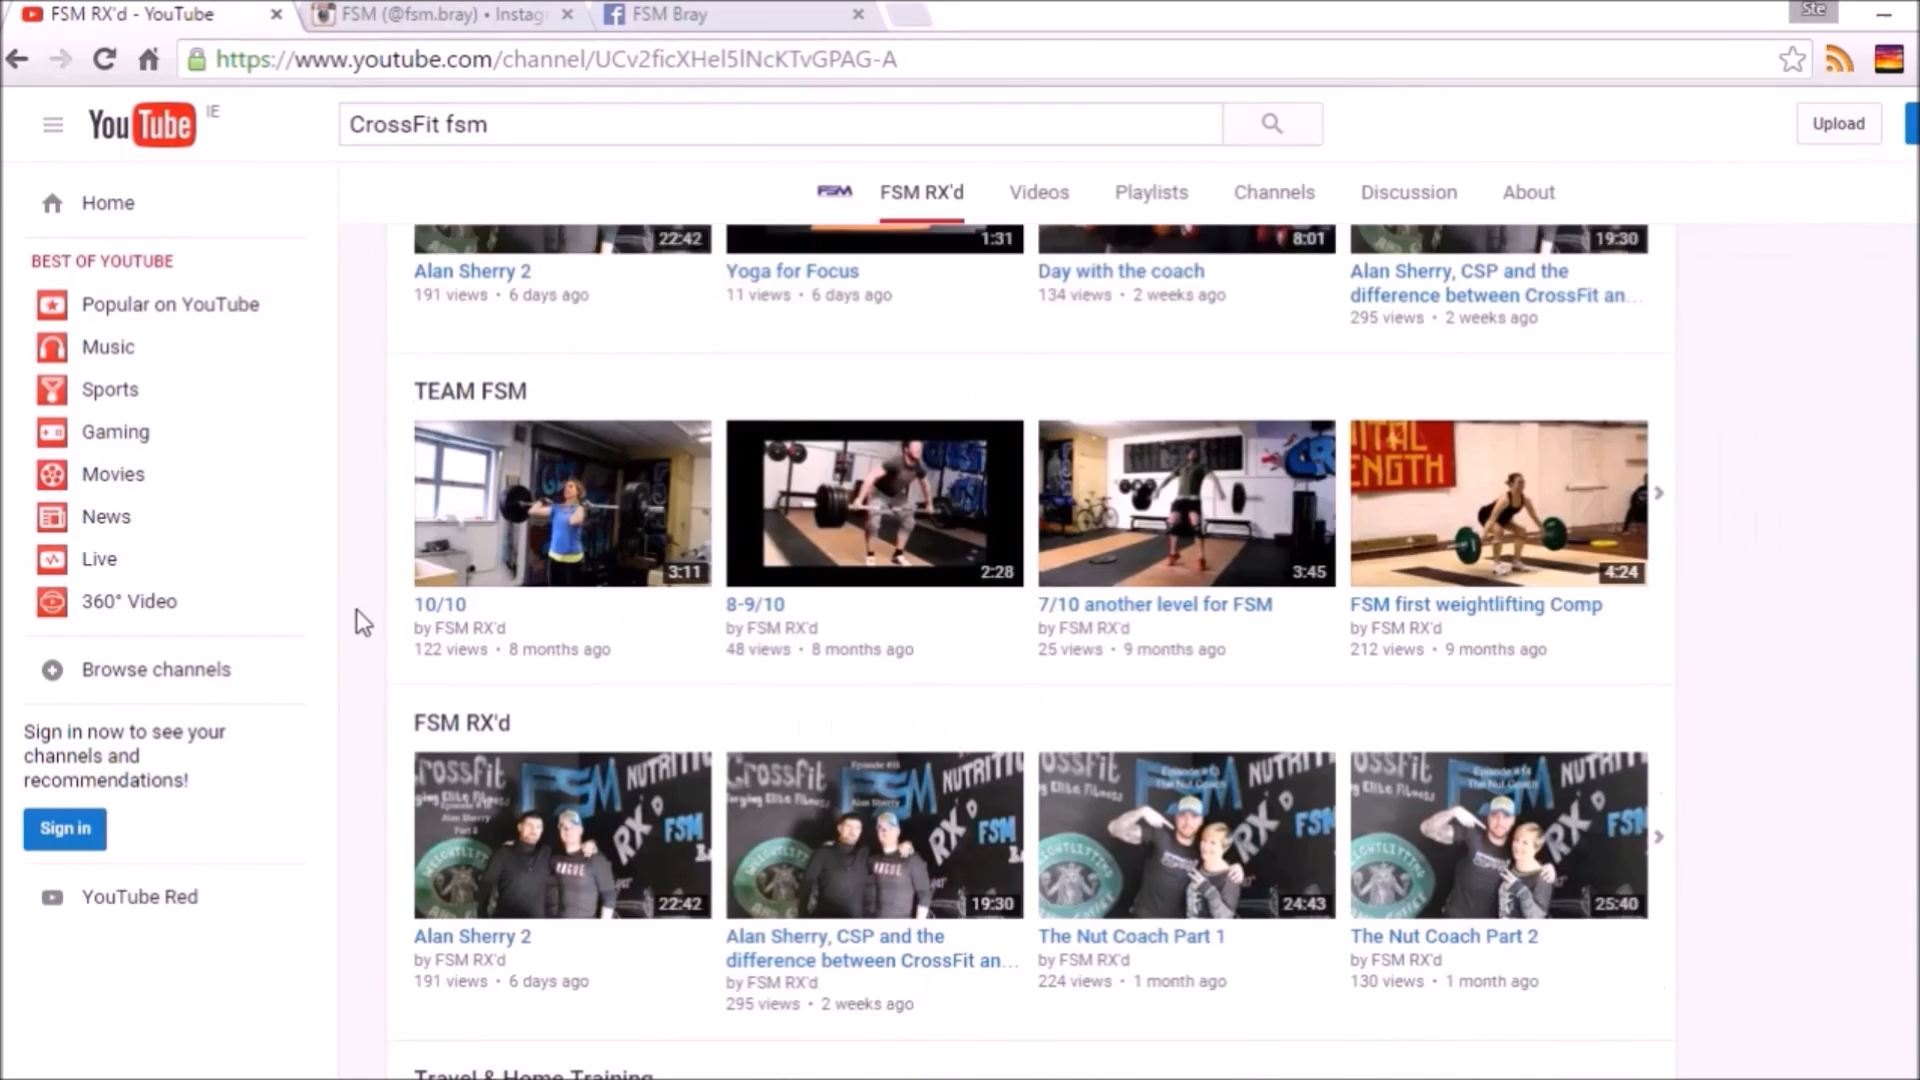 FSM RX'd - YouTube
FSM (@fsm.bray) • Instag
FSM Bray
Ste
https://www.youtube.com/channel/UCv2ficXHel5lNcKTvGPAG-A
YouTube IE
CrossFit fsm
Upload
FSM
FSM RX'd
Videos
Playlists
Channels
Discussion
About
Home
BEST OF YOUTUBE
Popular on YouTube
Music
Sports
Gaming
Movies
News
Live
360° Video
Browse channels
Sign in now to see your
channels and
recommendations!
Sign in
YouTube Red
22:42
Alan Sherry 2
191 views • 6 days ago
1:31
Yoga for Focus
11 views • 6 days ago
8:01
Day with the coach
134 views • 2 weeks ago
19:30
Alan Sherry, CSP and the
difference between CrossFit an...
295 views • 2 weeks ago
TEAM FSM
3:11
10/10
by FSM RX'd
122 views • 8 months ago
2:28
8-9/10
by FSM RX'd
48 views • 8 months ago
3:45
7/10 another level for FSM
by FSM RX'd
25 views • 9 months ago
ITAL
ENGTH
4:24
FSM first weightlifting Comp
by FSM RX'd
212 views • 9 months ago
FSM RX'd
22:42
Alan Sherry 2
by FSM RX'd
191 views • 6 days ago
19:30
Alan Sherry, CSP and the
difference between CrossFit an...
by FSM RX'd
295 views • 2 weeks ago
24:43
The Nut Coach Part 1
by FSM RX'd
224 views • 1 month ago
25:40
The Nut Coach Part 2
by FSM RX'd
130 views • 1 month ago
Travel & Home Training